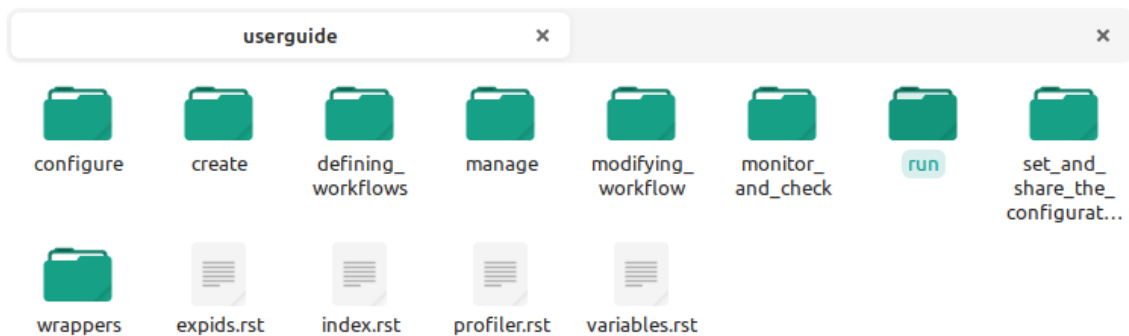 userguide
configure
create
defining_
workflows
manage
modifying_
workflow
monitor_
and_check
run
set_and_
share_the_
configurat...
wrappers
expids.rst
index.rst
profiler.rst
variables.rst